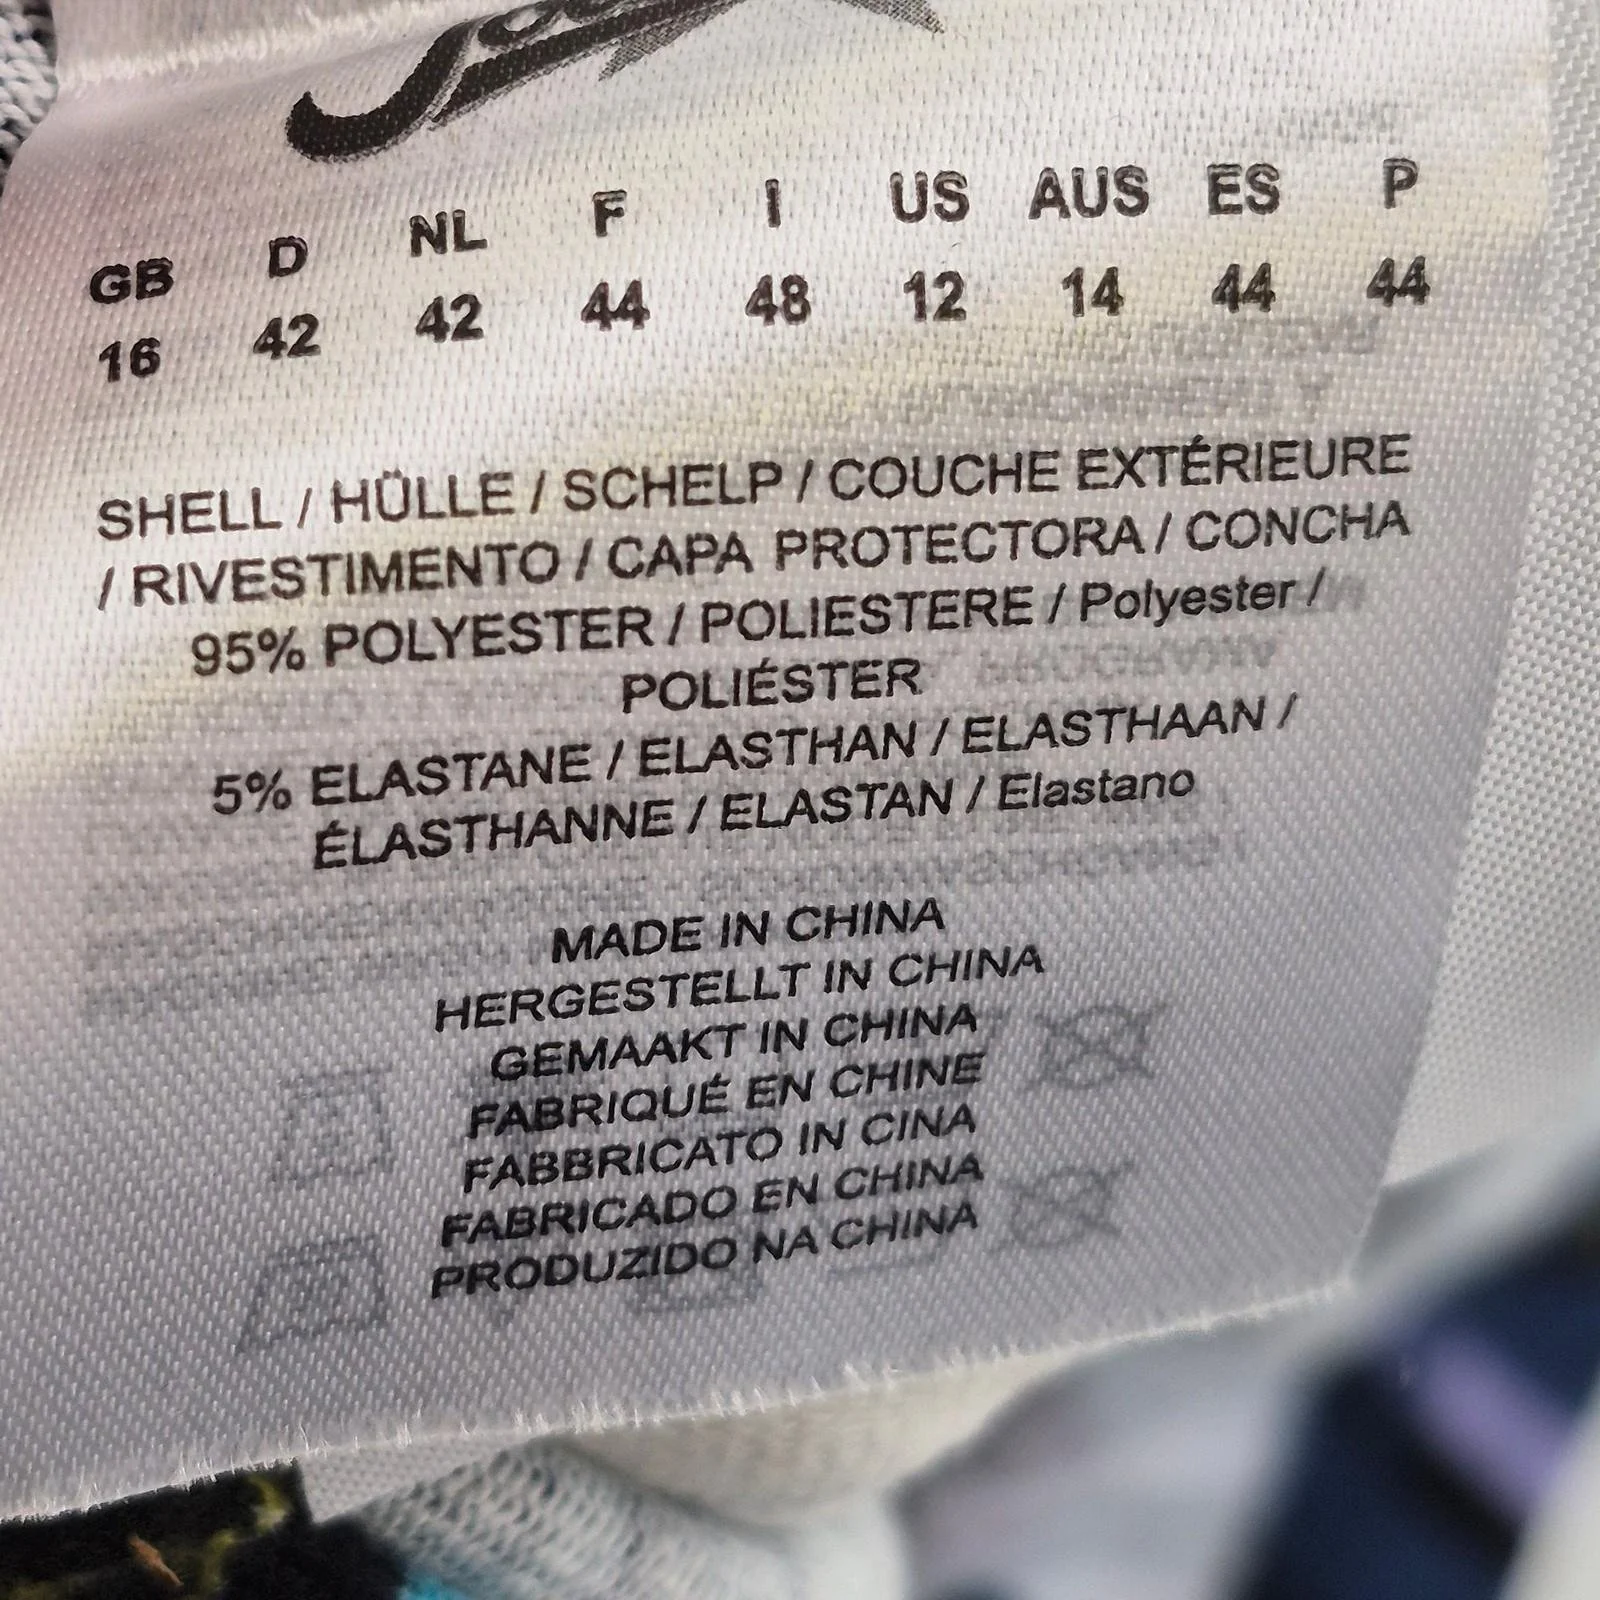 GB D NL F I US AUS ES P
16 42 42 44 48 12 14 44 44
SHELL / HÜLLE / SCHELP / COUCHE EXTÉRIEURE
/ RIVESTIMENTO / CAPA PROTECTORA / CONCHA
95% POLYESTER / POLIESTERE / Polyester /
POLIÉSTER
5% ELASTANE / ELASTHAN / ELASTHAAN /
ÉLASTHANNE / ELASTAN / Elastano
MADE IN CHINA
HERGESTELLT IN CHINA
GEMAAKT IN CHINA
FABRIQUÉ EN CHINE
FABBRICATO IN CINA
FABRICADO EN CHINA
PRODUZIDO NA CHINA